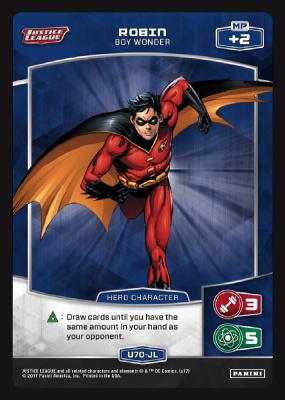 JUSTICE
LEAGUE
ROBIN
BOY WONDER
MP
+2
HERO CHARACTER
: Draw cards until you have the
same amount in your hand as
your opponent.
3
5
U70-JL
JUSTICE LEAGUE and all related characters and elements © & ™ DC Comics. (s17)
© 2017 Panini America, Inc. Printed in the USA.
PANINI